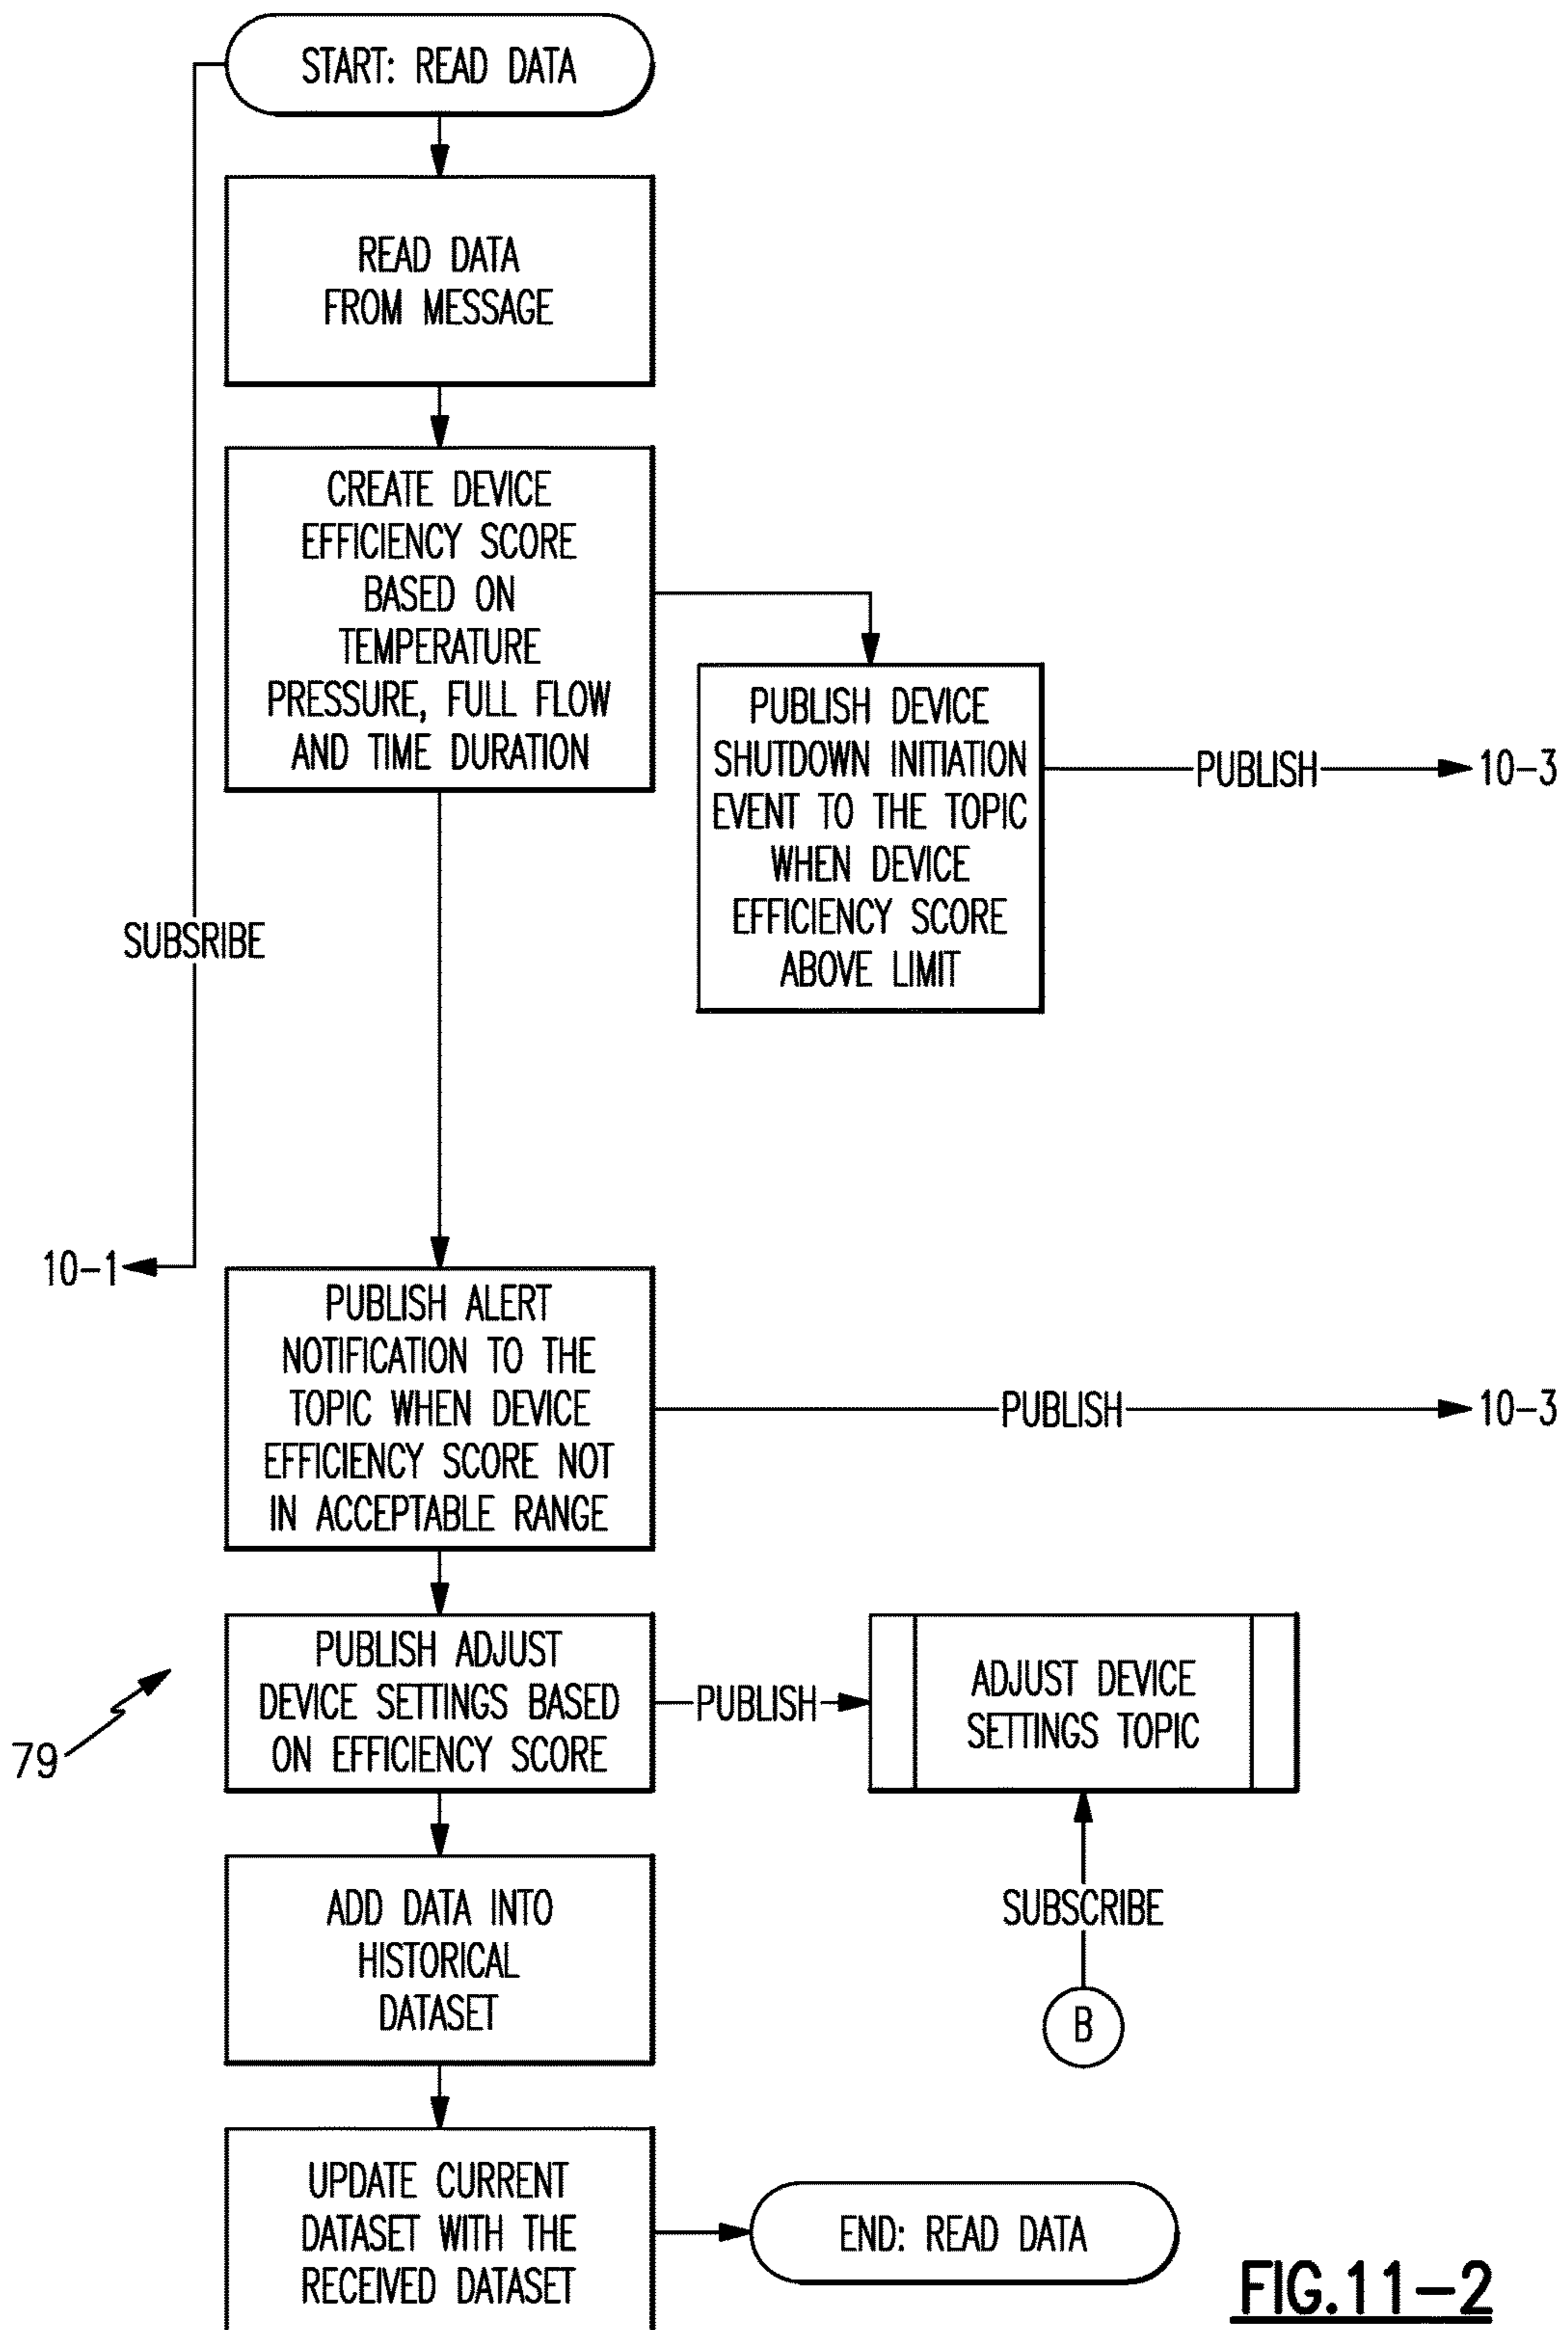 START: READ DATA
READ DATA
FROM MESSAGE
CREATE DEVICE
EFFICIENCY SCORE
BASED ON
TEMPERATURE
PRESSURE, FULL FLOW
AND TIME DURATION
PUBLISH DEVICE
SHUTDOWN INITIATION
EVENT TO THE TOPIC
WHEN DEVICE
EFFICIENCY SCORE
ABOVE LIMIT
PUBLISH
10-3
SUBSRIBE
10-1
PUBLISH ALERT
NOTIFICATION TO THE
TOPIC WHEN DEVICE
EFFICIENCY SCORE NOT
IN ACCEPTABLE RANGE
PUBLISH
10-3
79
PUBLISH ADJUST
DEVICE SETTINGS BASED
ON EFFICIENCY SCORE
PUBLISH
ADJUST DEVICE
SETTINGS TOPIC
SUBSCRIBE
B
ADD DATA INTO
HISTORICAL
DATASET
UPDATE CURRENT
DATASET WITH THE
RECEIVED DATASET
END: READ DATA
FIG.11-2